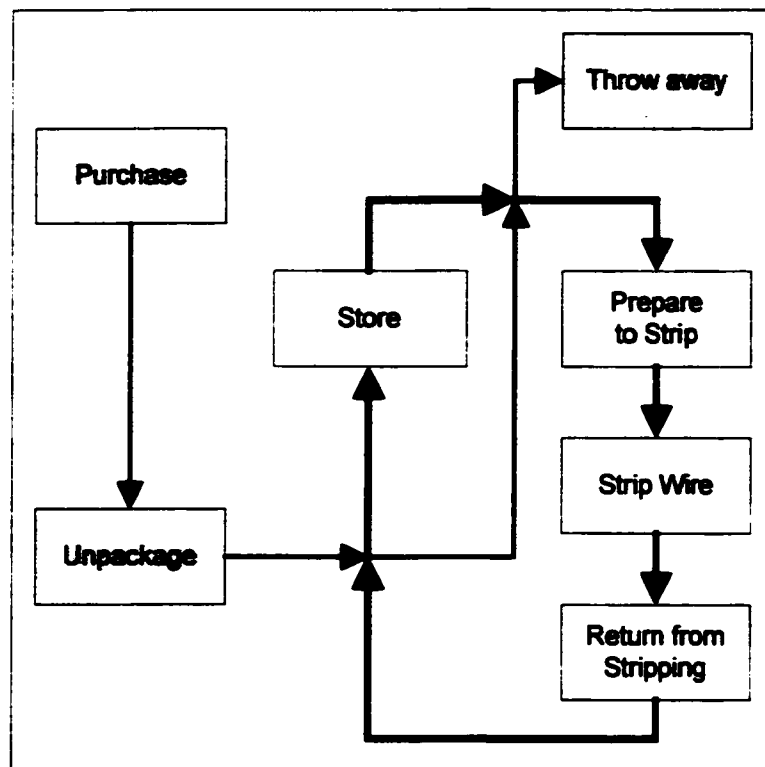 Throw away
Purchase
Store
Prepare
to Strip
Strip Wire
Unpackage
Return from
Stripping